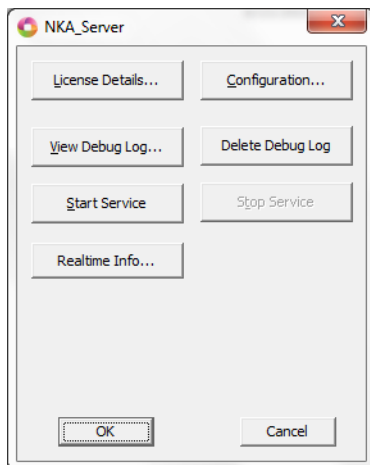 NKA_Server
License Details...
Configuration...
View Debug Log...
Delete Debug Log
Start Service
Stop Service
Realtime Info...
OK
Cancel